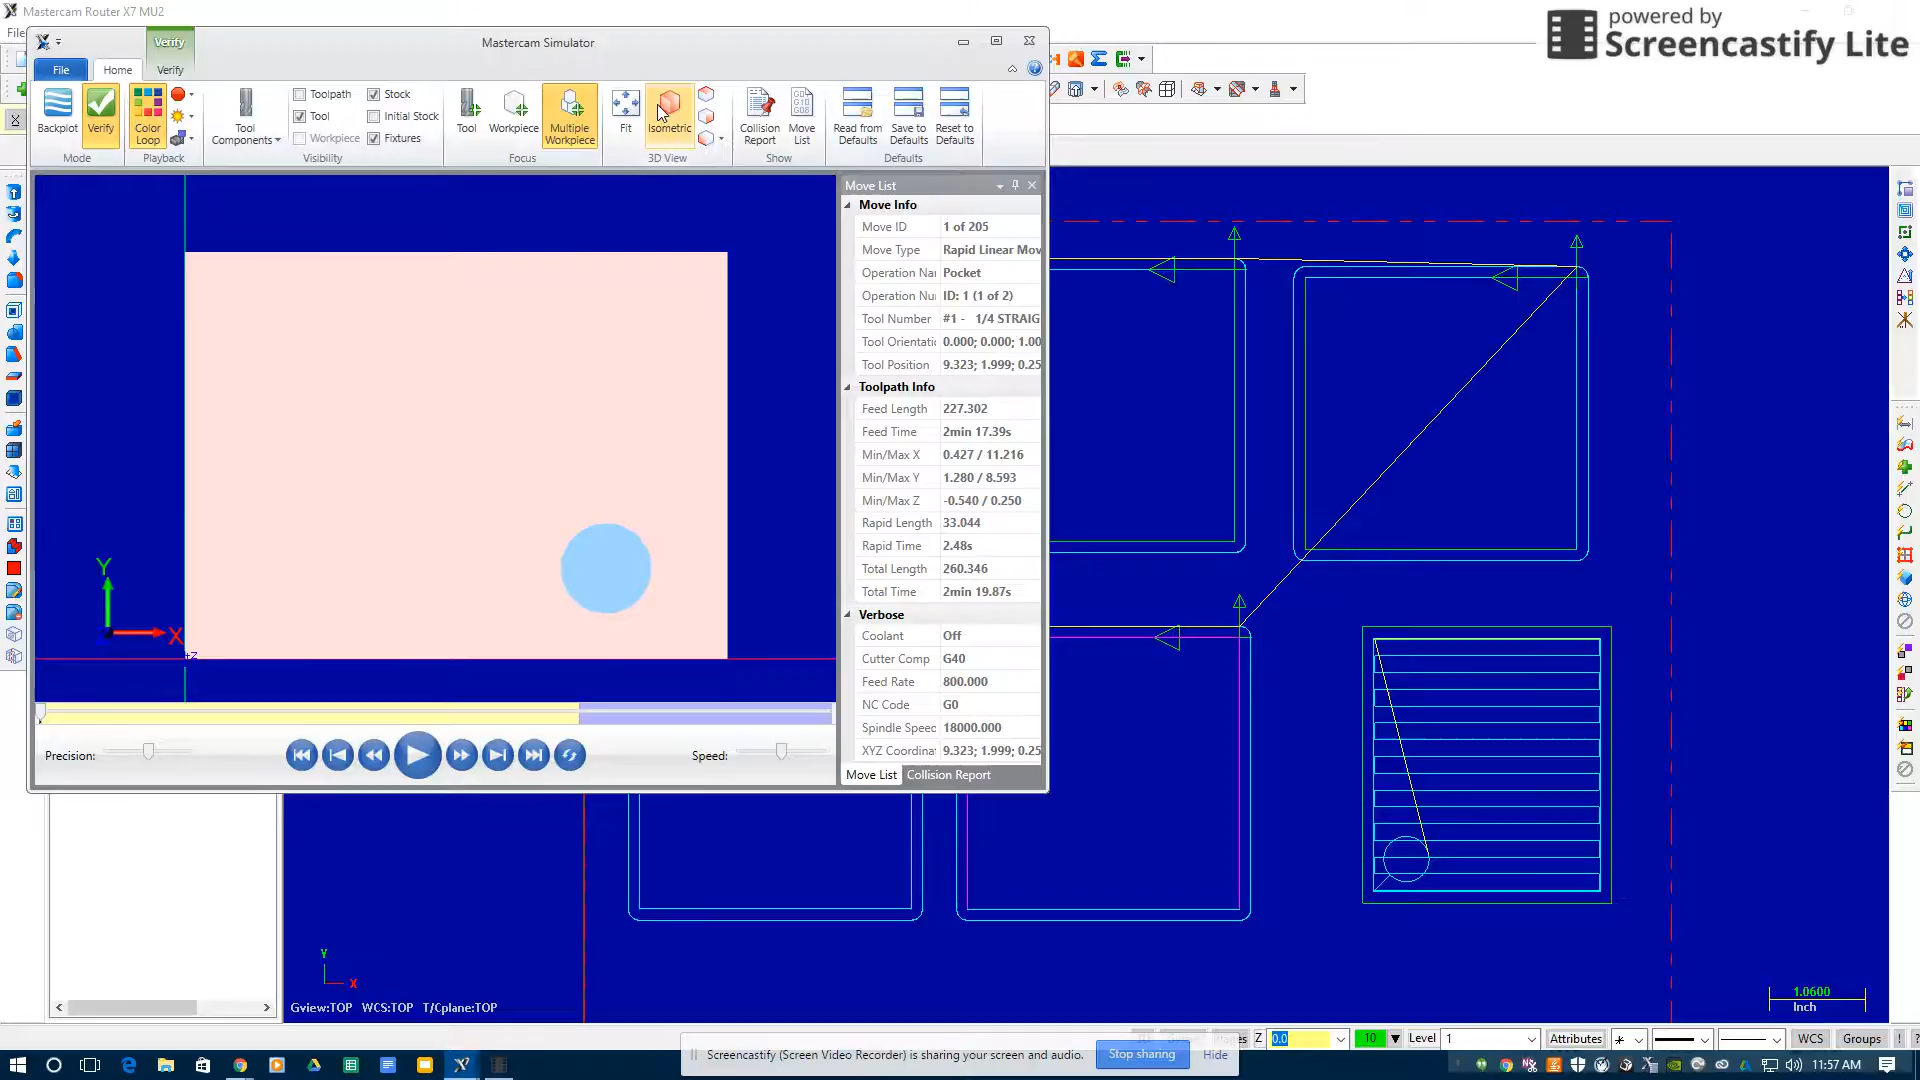 Mastercam Router X7 MU2
powered by
Screencastify Lite
Fil
Verify
Mastercam Simulator
File
Home
Verify
Backplot
Verify
Mode
Color Loop
Playback
Tool Components
Toolpath
Tool
Workpiece
Stock
Initial Stock
Fixtures
Visibility
Tool
Workpiece
Multiple Workpiece
Focus
Fit
Isometric
3D View
Collision Report
Move List
Show
Read from Defaults
Save to Defaults
Reset to Defaults
Defaults
Move List
Move Info
Move ID 1 of 205
Move Type Rapid Linear Mov
Operation Na Pocket
Operation Nu ID: 1 (1 of 2)
Tool Number #1 - 1/4 STRAIG
Tool Orientatio 0.000; 0.000; 1.00
Tool Position 9.323; 1.999; 0.25
Toolpath Info
Feed Length 227.302
Feed Time 2min 17.39s
Min/Max X 0.427 / 11.216
Min/Max Y 1.280 / 8.593
Min/Max Z -0.540 / 0.250
Rapid Length 33.044
Rapid Time 2.48s
Total Length 260.346
Total Time 2min 19.87s
Verbose
Coolant Off
Cutter Comp G40
Feed Rate 800.000
NC Code G0
Spindle Speed 18000.000
XYZ Coordinat 9.323; 1.999; 0.25
Move List
Collision Report
Y
X
+Z
Precision:
Speed:
Y
X
Gview:TOP WCS:TOP T/Cplane:TOP
1.0600
Inch
Z 0.0
10
Level 1
Attributes
WCS
Groups
Screencastify (Screen Video Recorder) is sharing your screen and audio.
Stop sharing
Hide
11:57 AM